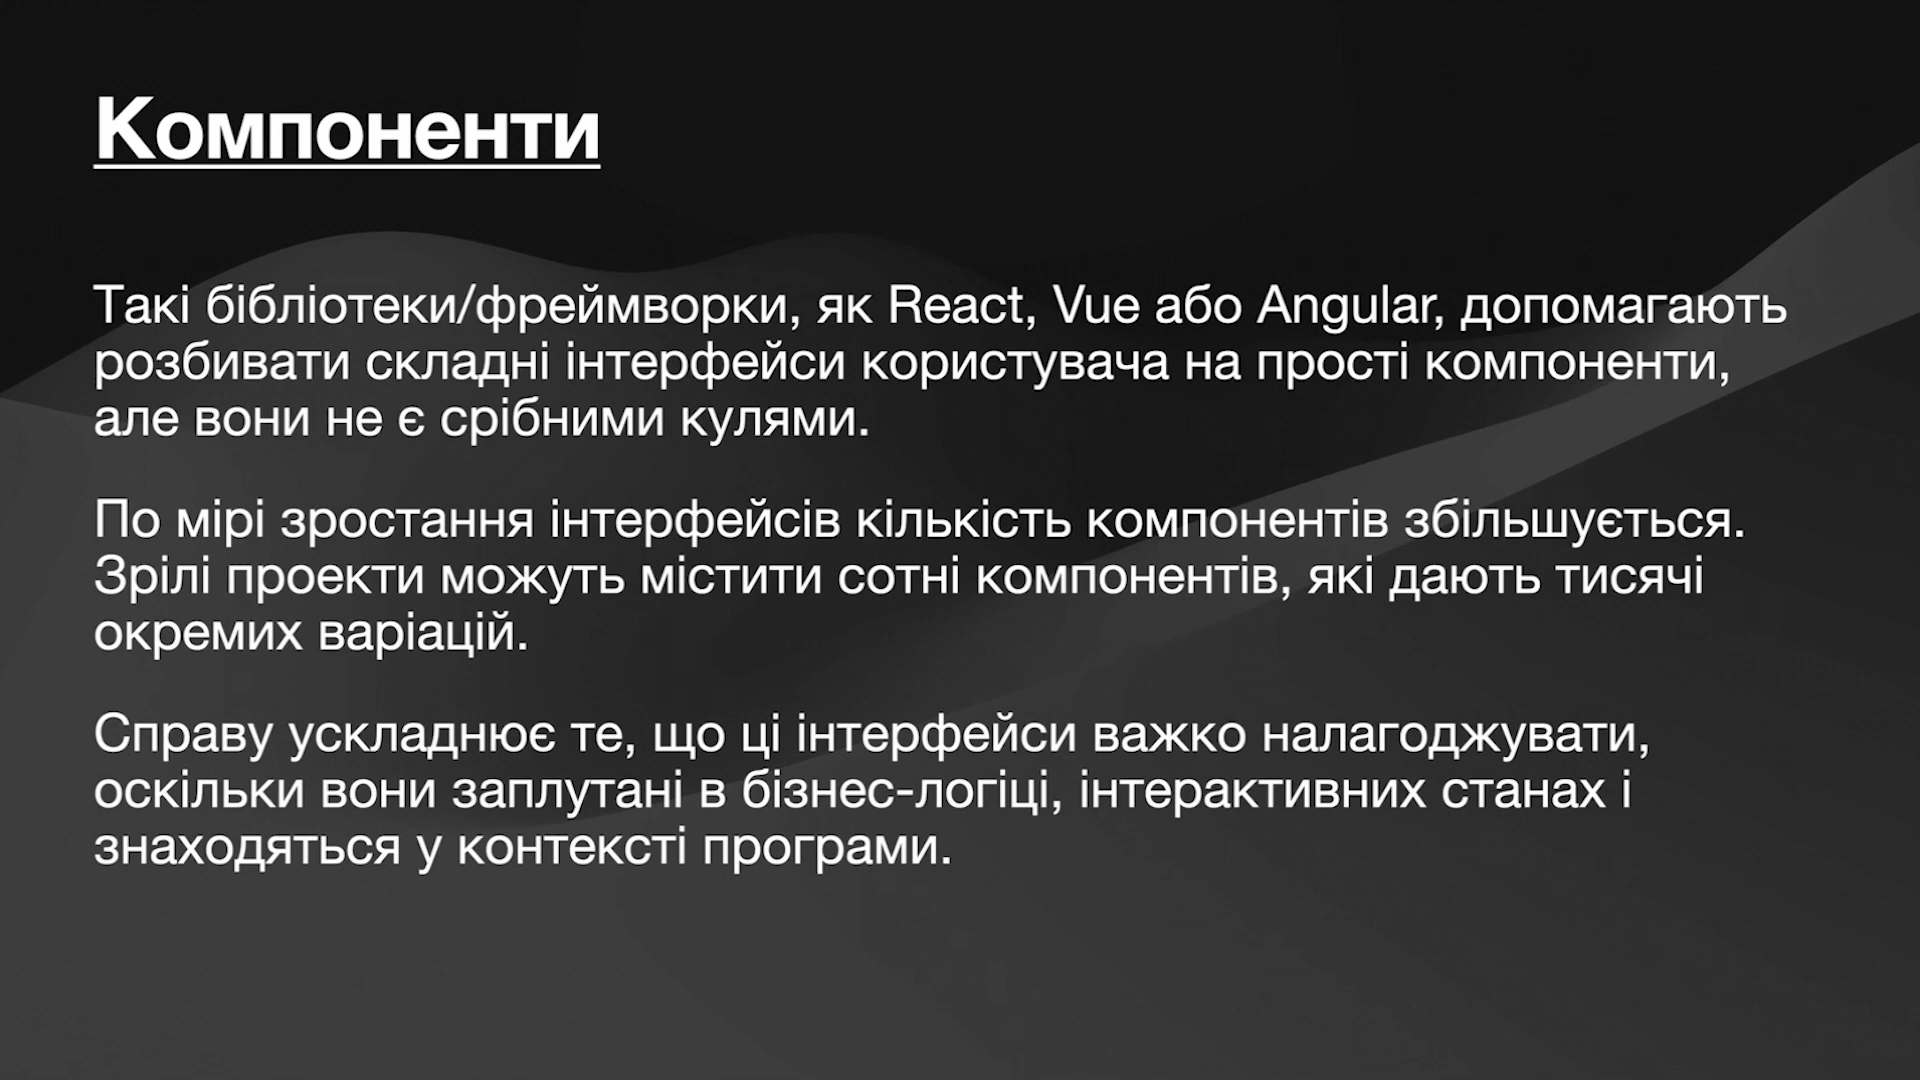 Компоненти
Такі бібліотеки/фреймворки, як React, Vue або Angular, допомагають
розбивати складні інтерфейси користувача на прості компоненти,
але вони не є срібними кулями.
По мірі зростання інтерфейсів кількість компонентів збільшується.
Зрілі проекти можуть містити сотні компонентів, які дають тисячі
окремих варіацій.
Справу ускладнює те, що ці інтерфейси важко налагоджувати,
оскільки вони заплутані в бізнес-логіці, інтерактивних станах і
знаходяться у контексті програми.